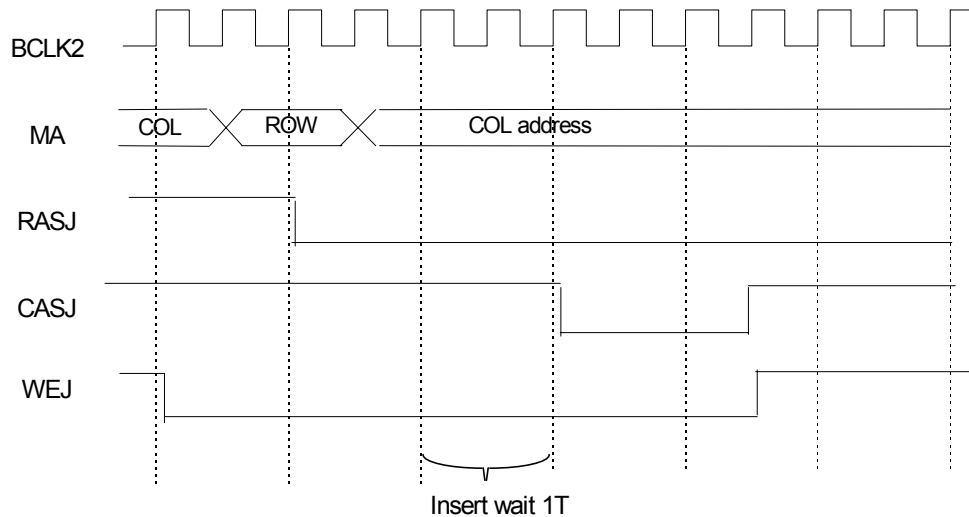 BCLK2
MA
COL
ROW
COL address
RASJ
CASJ
WEJ
Insert wait 1T